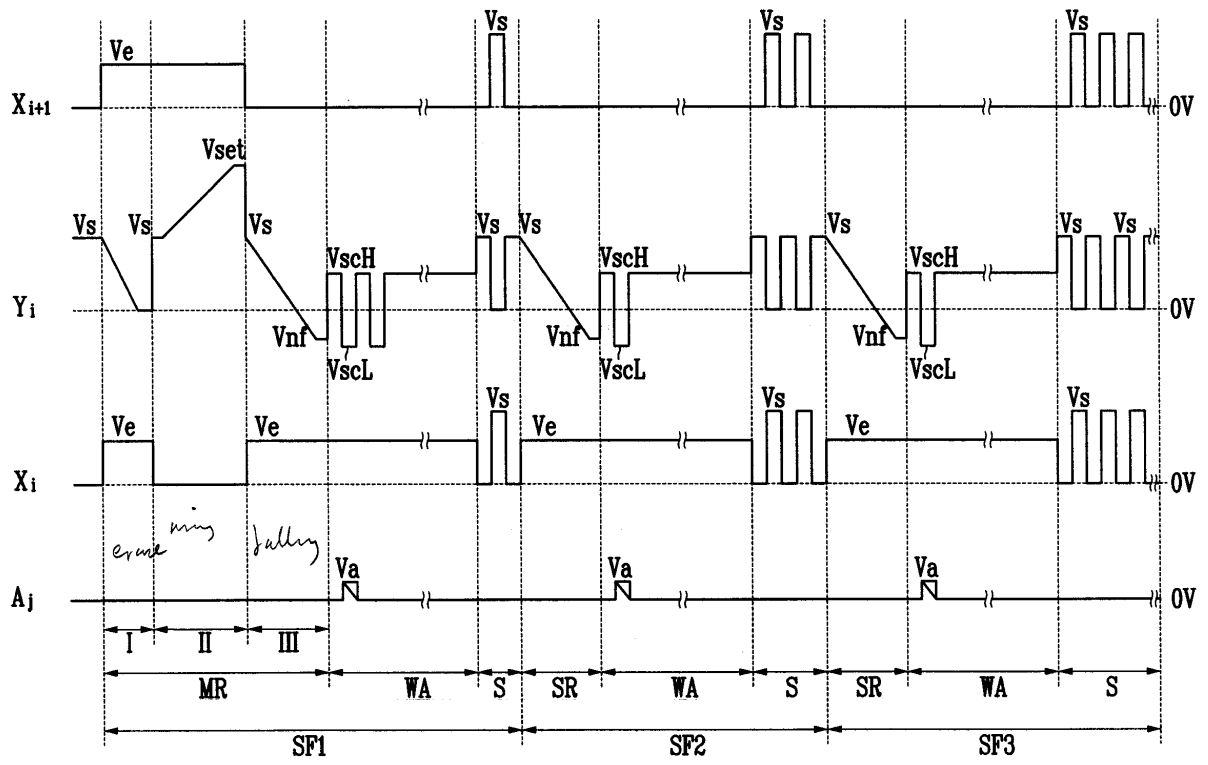 Vs Vs Vs
Ve
Xi+1 0V
Vset
Vs Vs Vs Vs Vs Vs Vs Vs
VscH VscH VscH
Yi 0V
Vnf Vnf Vnf
VscL VscL VscL
Vs Vs Vs
Ve Ve Ve Ve
Xi 0V
erase rising falling
Va Va Va
Aj 0V
I II III
MR WA S SR WA S SR WA S
SF1 SF2 SF3